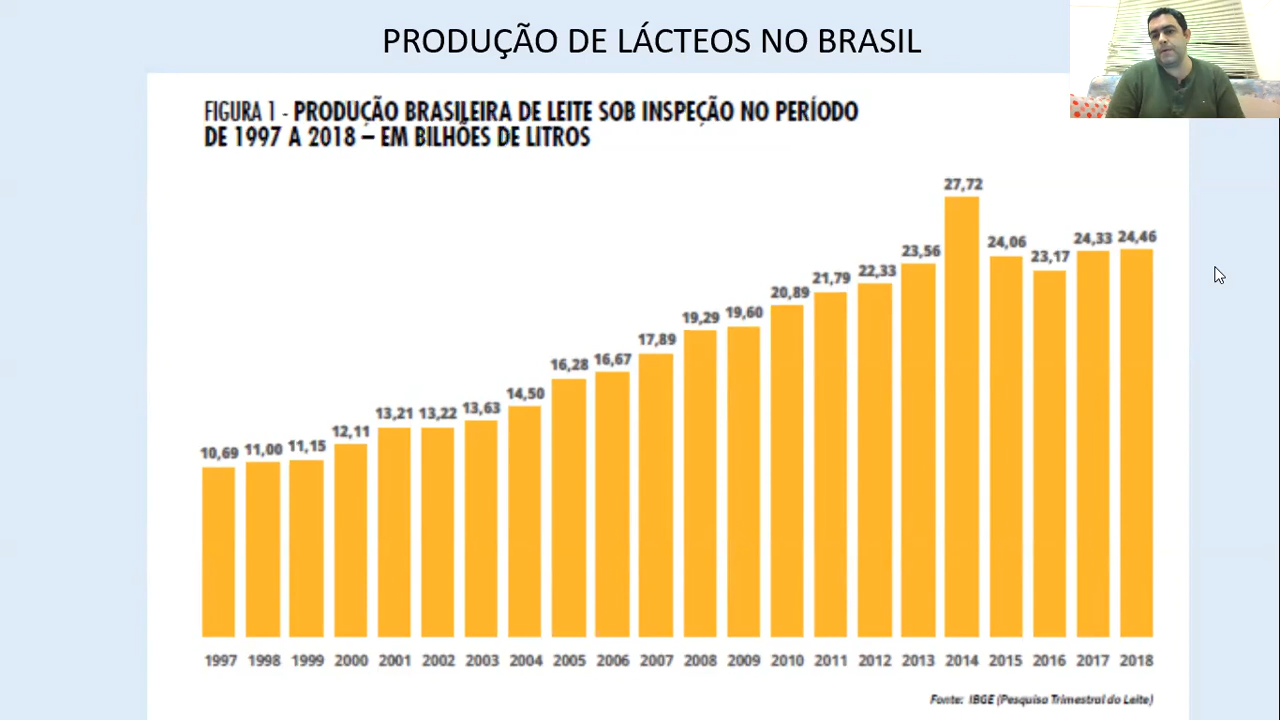 PRODUÇÃO DE LÁCTEOS NO BRASIL
FIGURA 1 - PRODUÇÃO BRASILEIRA DE LEITE SOB INSPEÇÃO NO PERÍODO
DE 1997 A 2018 – EM BILHÕES DE LITROS
10,69 11,00 11,15 12,11 13,21 13,22 13,63 14,50 16,28 16,67 17,89 19,29 19,60 20,89 21,79 22,33 23,56 27,72 24,06 23,17 24,33 24,46
1997 1998 1999 2000 2001 2002 2003 2004 2005 2006 2007 2008 2009 2010 2011 2012 2013 2014 2015 2016 2017 2018
Fonte: IBGE (Pesquisa Trimestral do Leite)